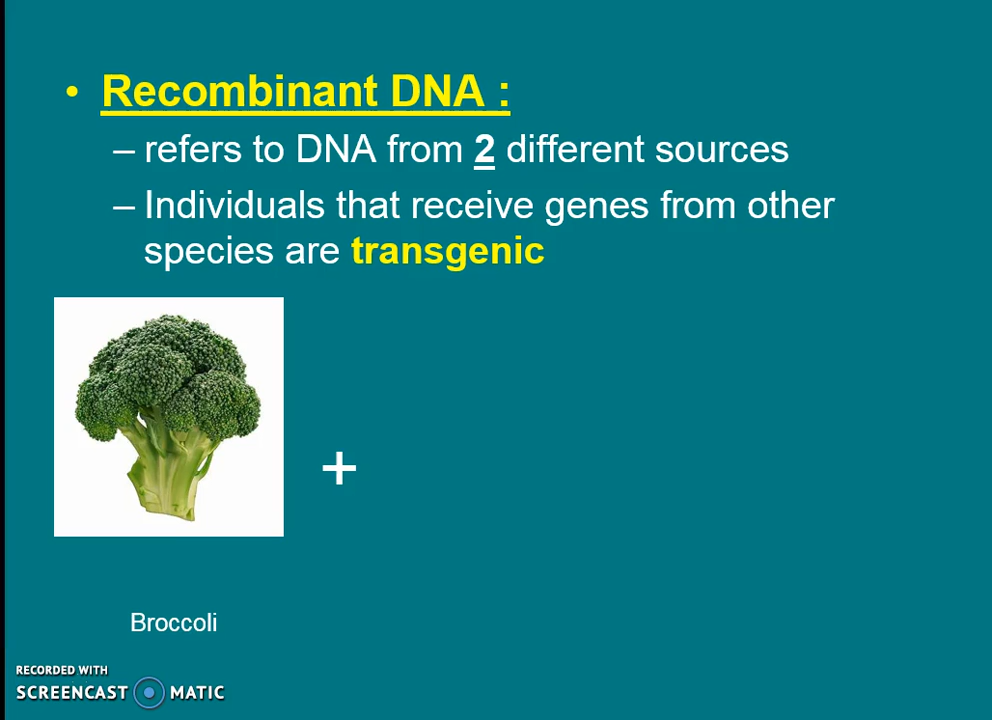 • Recombinant DNA :
– refers to DNA from 2 different sources
– Individuals that receive genes from other
species are transgenic
+
Broccoli
RECORDED WITH
SCREENCAST MATIC